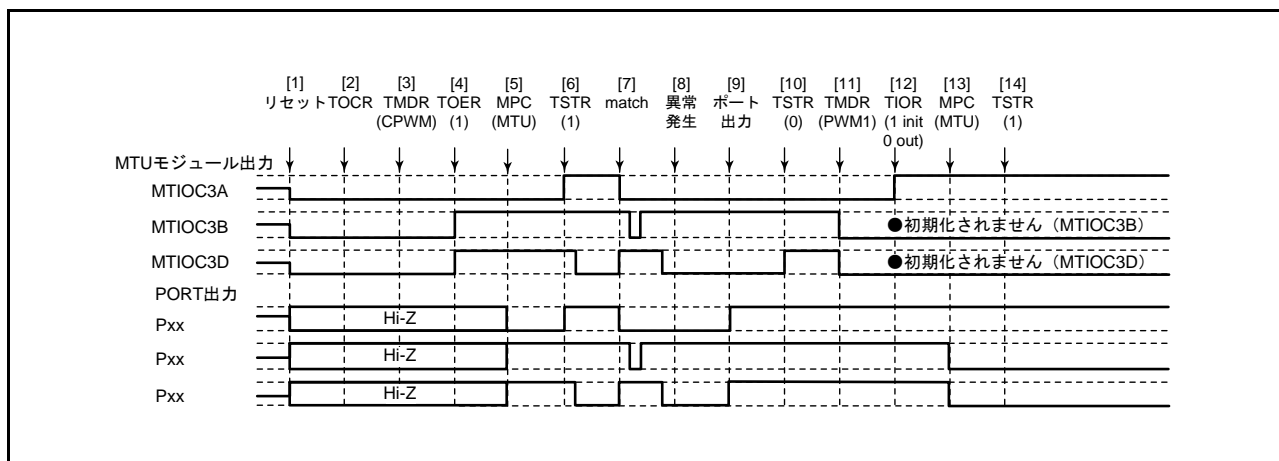 [1] [2] [3] [4] [5] [6] [7] [8] [9] [10] [11] [12] [13] [14]
リセット TOCR TMDR TOER MPC TSTR match 異常 ポート TSTR TMDR TIOR MPC TSTR
(CPWM) (1) (MTU) (1) 発生 出力 (0) (PWM1) (1 init (MTU) (1)
0 out)
MTUモジュール出力
MTIOC3A
MTIOC3B ●初期化されません（MTIOC3B）
MTIOC3D ●初期化されません（MTIOC3D）
PORT出力
Pxx Hi-Z
Pxx Hi-Z
Pxx Hi-Z